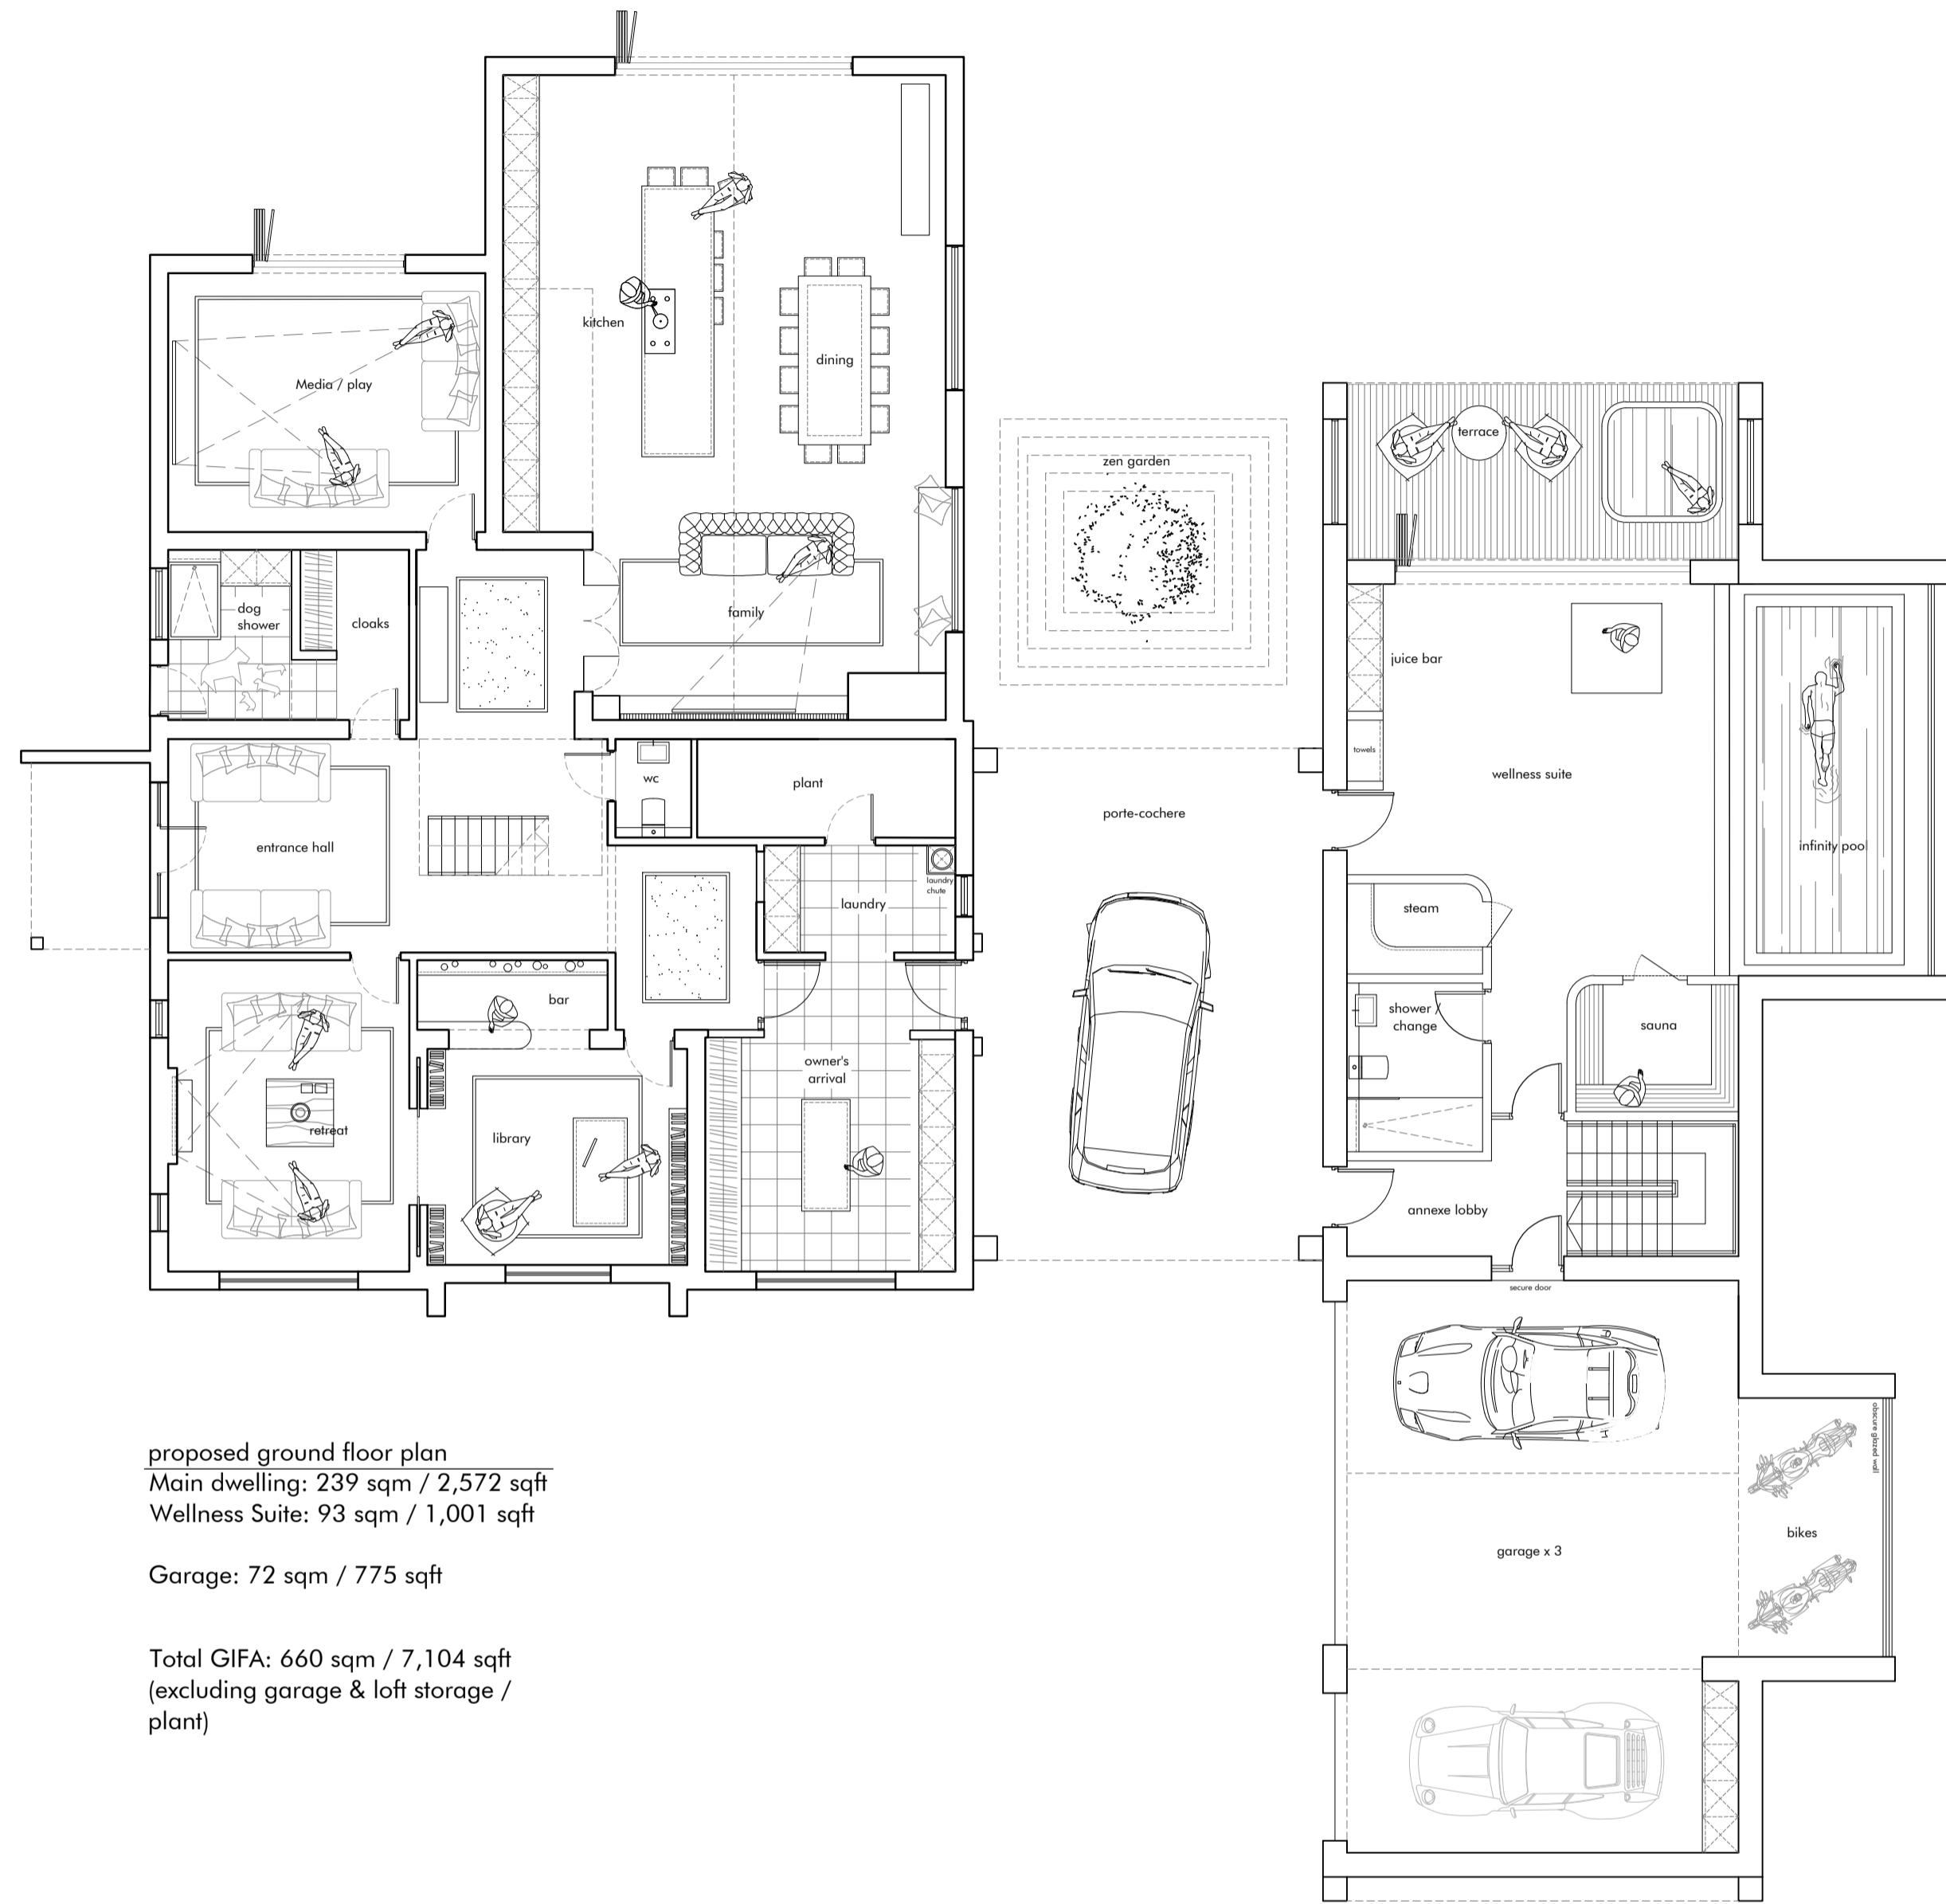 kitchen
dining
Media / play
terrace
zen garden
dog
shower
cloaks
family
juice bar
towels
wellness suite
wc
plant
porte-cochere
entrance hall
infinity pool
laundry
chute
laundry
steam
bar
shower /
change
sauna
owner's
arrival
retreat
library
annexe lobby
secure door
obscure glazed wall
bikes
garage x 3
proposed ground floor plan
Main dwelling: 239 sqm / 2,572 sqft
Wellness Suite: 93 sqm / 1,001 sqft
Garage: 72 sqm / 775 sqft
Total GIFA: 660 sqm / 7,104 sqft
(excluding garage & loft storage /
plant)